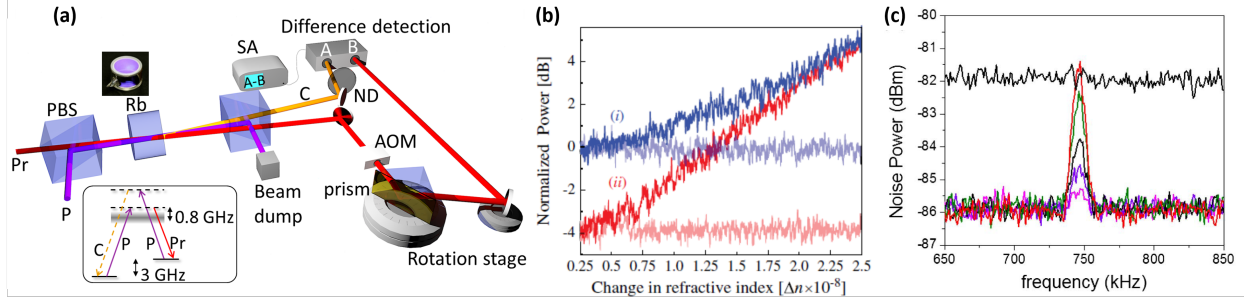 (a)
Difference detection
SA
A
B
A-B
C
ND
PBS
Rb
AOM
Pr
P
Beam
dump
prism
Rotation stage
0.8 GHz
C
P
P
Pr
3 GHz
(b)
Normalized Power [dB]
4
2
0
-2
-4
(i)
(ii)
0.25 0.25 0.75 1.0 1.25 1.5 1.75 2.0 2.25 2.5
Change in refractive index [Δn×10⁻⁸]
(c)
Noise Power (dBm)
-80
-81
-82
-83
-84
-85
-86
-87
650 700 750 800 850
frequency (kHz)